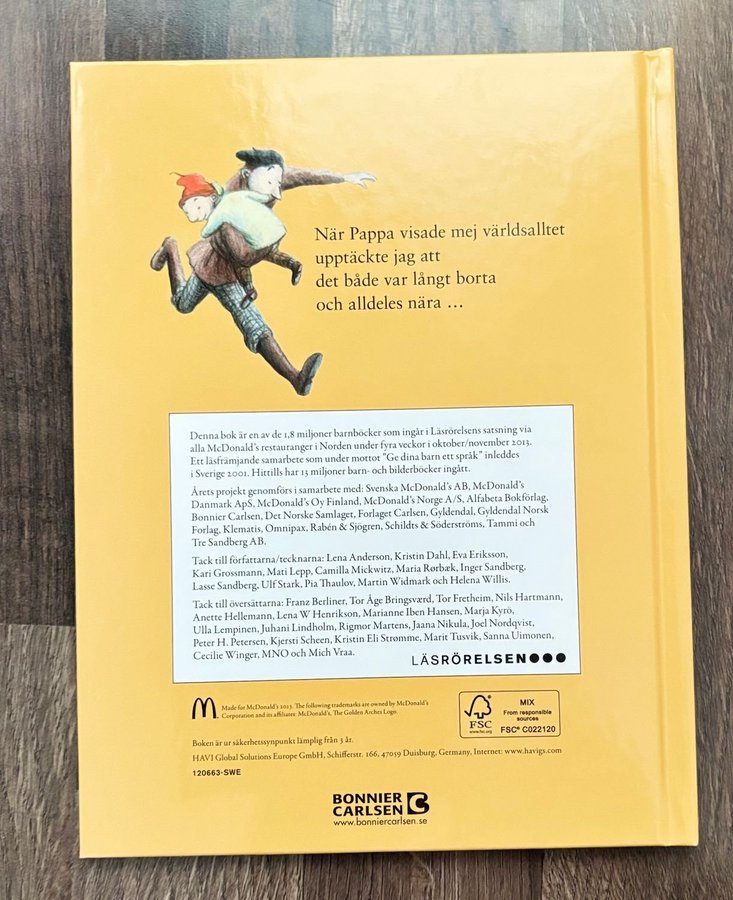 När Pappa visade mej världsalltet
upptäckte jag att
det både var långt borta
och alldeles nära ...
Denna bok är en av de 1,8 miljoner barnböcker som ingår i Läsrörelsens satsning via
alla McDonald's restauranger i Norden under fyra veckor i oktober/november 2013.
Ett läsfrämjande samarbete som under mottot "Ge dina barn ett språk" inleddes
i Sverige 2001. Hittills har 13 miljoner barn- och bilderböcker ingått.
Årets projekt genomförs i samarbete med: Svenska McDonald's AB, McDonald's
Danmark ApS, McDonald's Oy Finland, McDonald's Norge A/S, Alfabeta Bokförlag,
Bonnier Carlsen, Det Norske Samlaget, Forlaget Carlsen, Gyldendal, Gyldendal Norsk
Forlag, Klematis, Omnipax, Rabén & Sjögren, Schildts & Söderströms, Tammi och
Tre Sandberg AB.
Tack till författarna/tecknarna: Lena Anderson, Kristin Dahl, Eva Eriksson,
Kari Grossmann, Mati Lepp, Camilla Mickwitz, Maria Rørbæk, Inger Sandberg,
Lasse Sandberg, Ulf Stark, Pia Thaulov, Martin Widmark och Helena Willis.
Tack till översättarna: Franz Berliner, Tor Åge Bringsværd, Tor Fretheim, Nils Hartmann,
Anette Hellemann, Lena W Henrikson, Marianne Iben Hansen, Marja Kyrö,
Ulla Lempinen, Juhani Lindholm, Rigmor Martens, Jaana Nikula, Joel Nordqvist,
Peter H. Petersen, Kjersti Scheen, Kristin Eli Strømme, Marit Tusvik, Sanna Uimonen,
Cecilie Winger, MNO och Mich Vraa.
LÄSRÖRELSEN
Made for McDonald's 2013. The following trademarks are owned by McDonald's
Corporation and its affiliates: McDonald's, The Golden Arches Logo.
FSC
www.fsc.org
MIX
From responsible
sources
FSC® C022120
Boken är ur säkerhetssynpunkt lämplig från 3 år.
HAVI Global Solutions Europe GmbH, Schifferstr. 166, 47059 Duisburg, Germany, Internet: www.havigs.com
120663-SWE
BONNIER
CARLSEN
www.bonniercarlsen.se